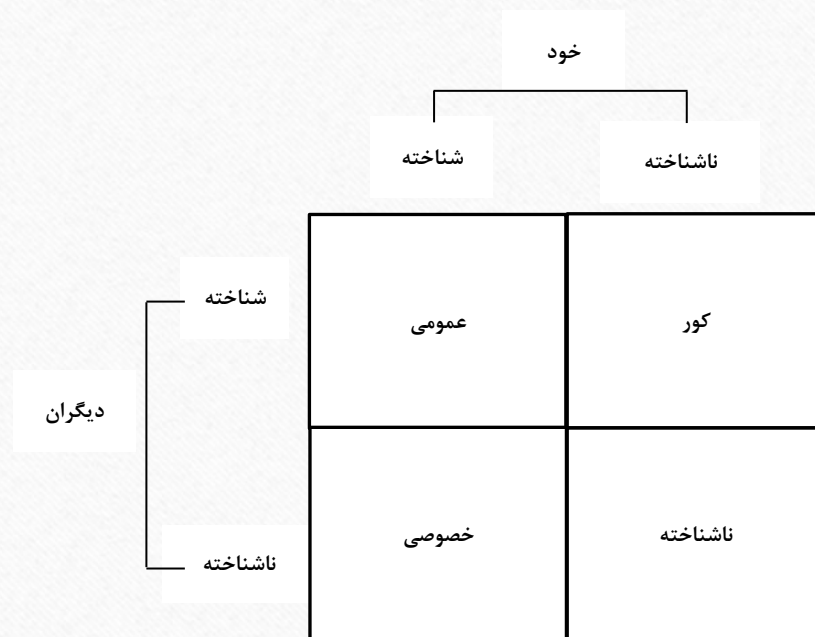 خود
شناخته
ناشناخته
شناخته
عمومی
کور
دیگران
خصوصی
ناشناخته
ناشناخته